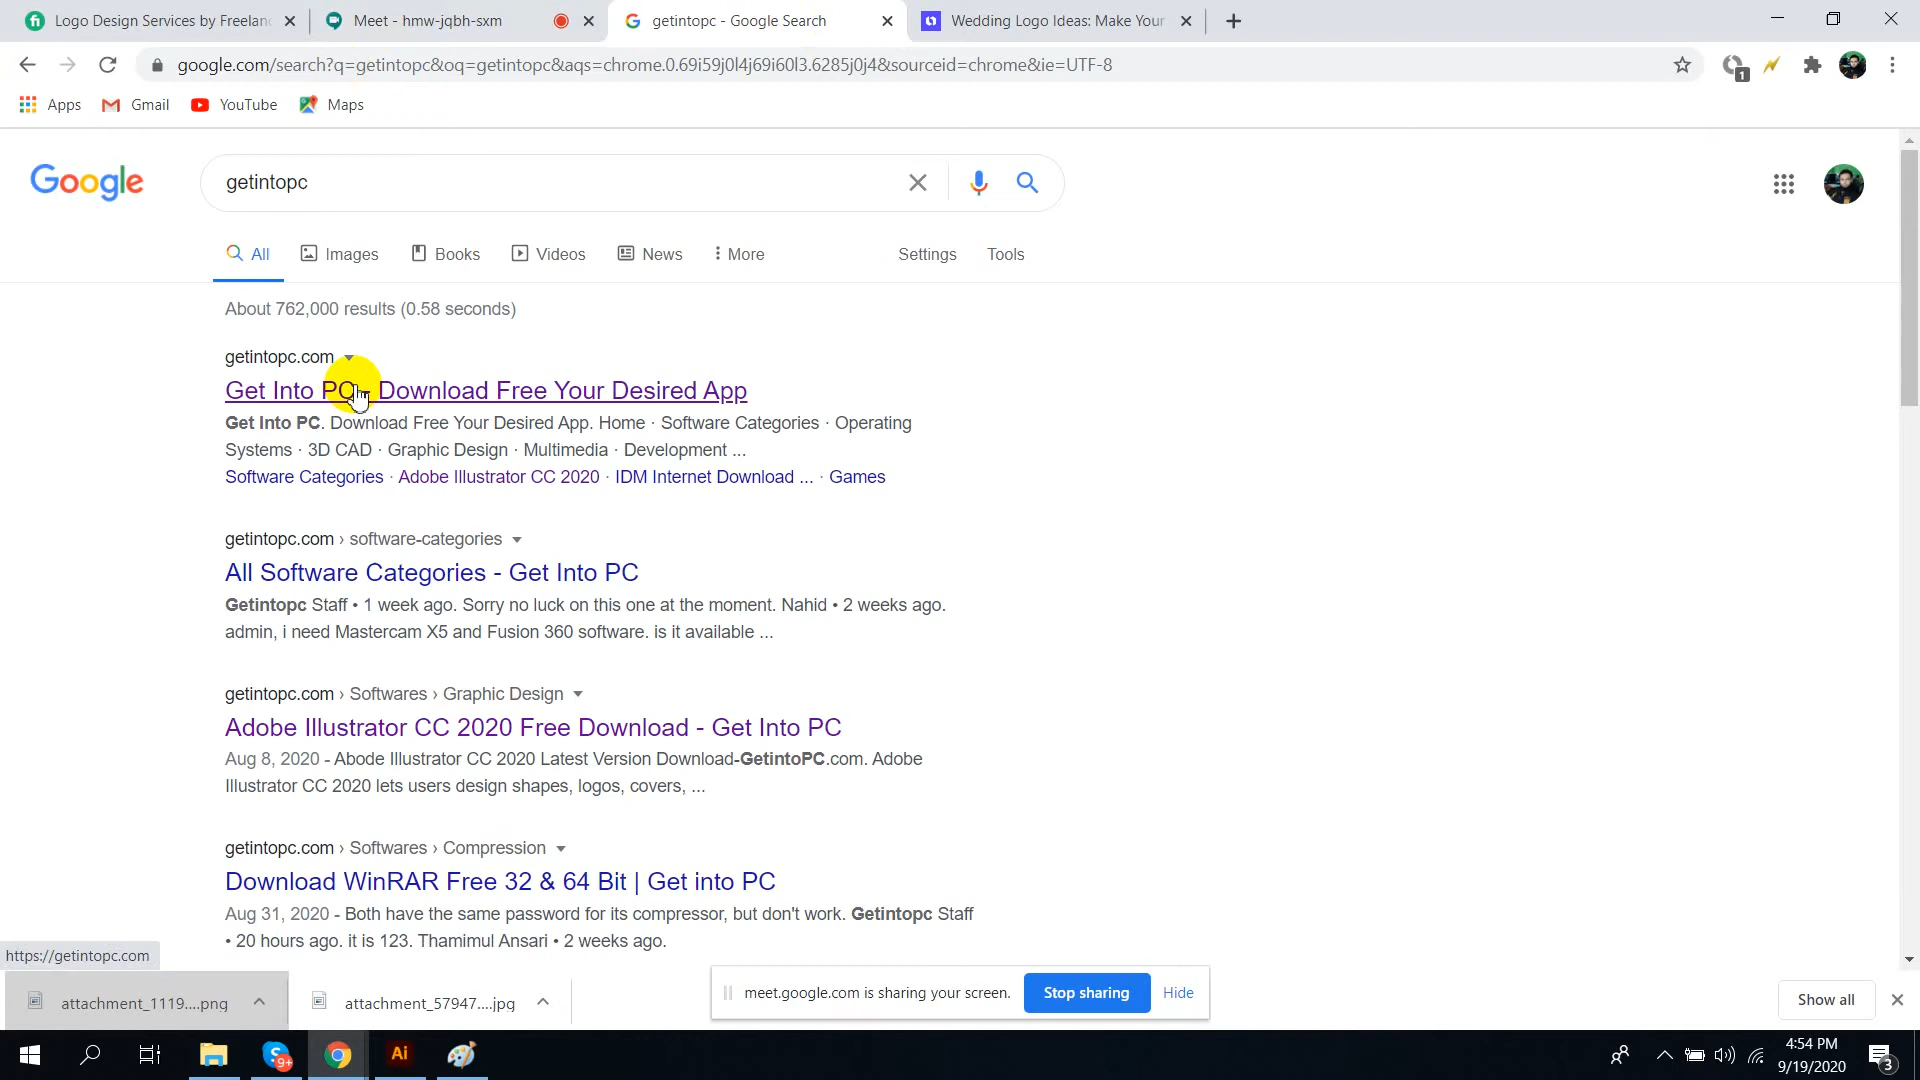 Logo Design Services by Freelan
Meet - hmw-jqbh-sxm
getintopc - Google Search
Wedding Logo Ideas: Make Your
google.com/search?q=getintopc&oq=getintopc&aqs=chrome.0.69i59j0l4j69i60l3.6285j0j4&sourceid=chrome&ie=UTF-8
1
Apps
Gmail
YouTube
Maps
Google
getintopc
All
Images
Books
Videos
News
More
Settings
Tools
About 762,000 results (0.58 seconds)
getintopc.com
Get Into PC - Download Free Your Desired App
Get Into PC. Download Free Your Desired App. Home · Software Categories · Operating
Systems · 3D CAD · Graphic Design · Multimedia · Development ...
Software Categories · Adobe Illustrator CC 2020 · IDM Internet Download ... · Games
getintopc.com › software-categories
All Software Categories - Get Into PC
Getintopc Staff • 1 week ago. Sorry no luck on this one at the moment. Nahid • 2 weeks ago.
admin, i need Mastercam X5 and Fusion 360 software. is it available ...
getintopc.com › Softwares › Graphic Design
Adobe Illustrator CC 2020 Free Download - Get Into PC
Aug 8, 2020 - Abode Illustrator CC 2020 Latest Version Download-GetintoPC.com. Adobe
Illustrator CC 2020 lets users design shapes, logos, covers, ...
getintopc.com › Softwares › Compression
Download WinRAR Free 32 & 64 Bit | Get into PC
Aug 31, 2020 - Both have the same password for its compressor, but don't work. Getintopc Staff
• 20 hours ago. it is 123. Thamimul Ansari • 2 weeks ago.
https://getintopc.com
attachment_1119....png
attachment_57947....jpg
meet.google.com is sharing your screen.
Stop sharing
Hide
Show all
S
9+
Ai
4:54 PM
9/19/2020
3